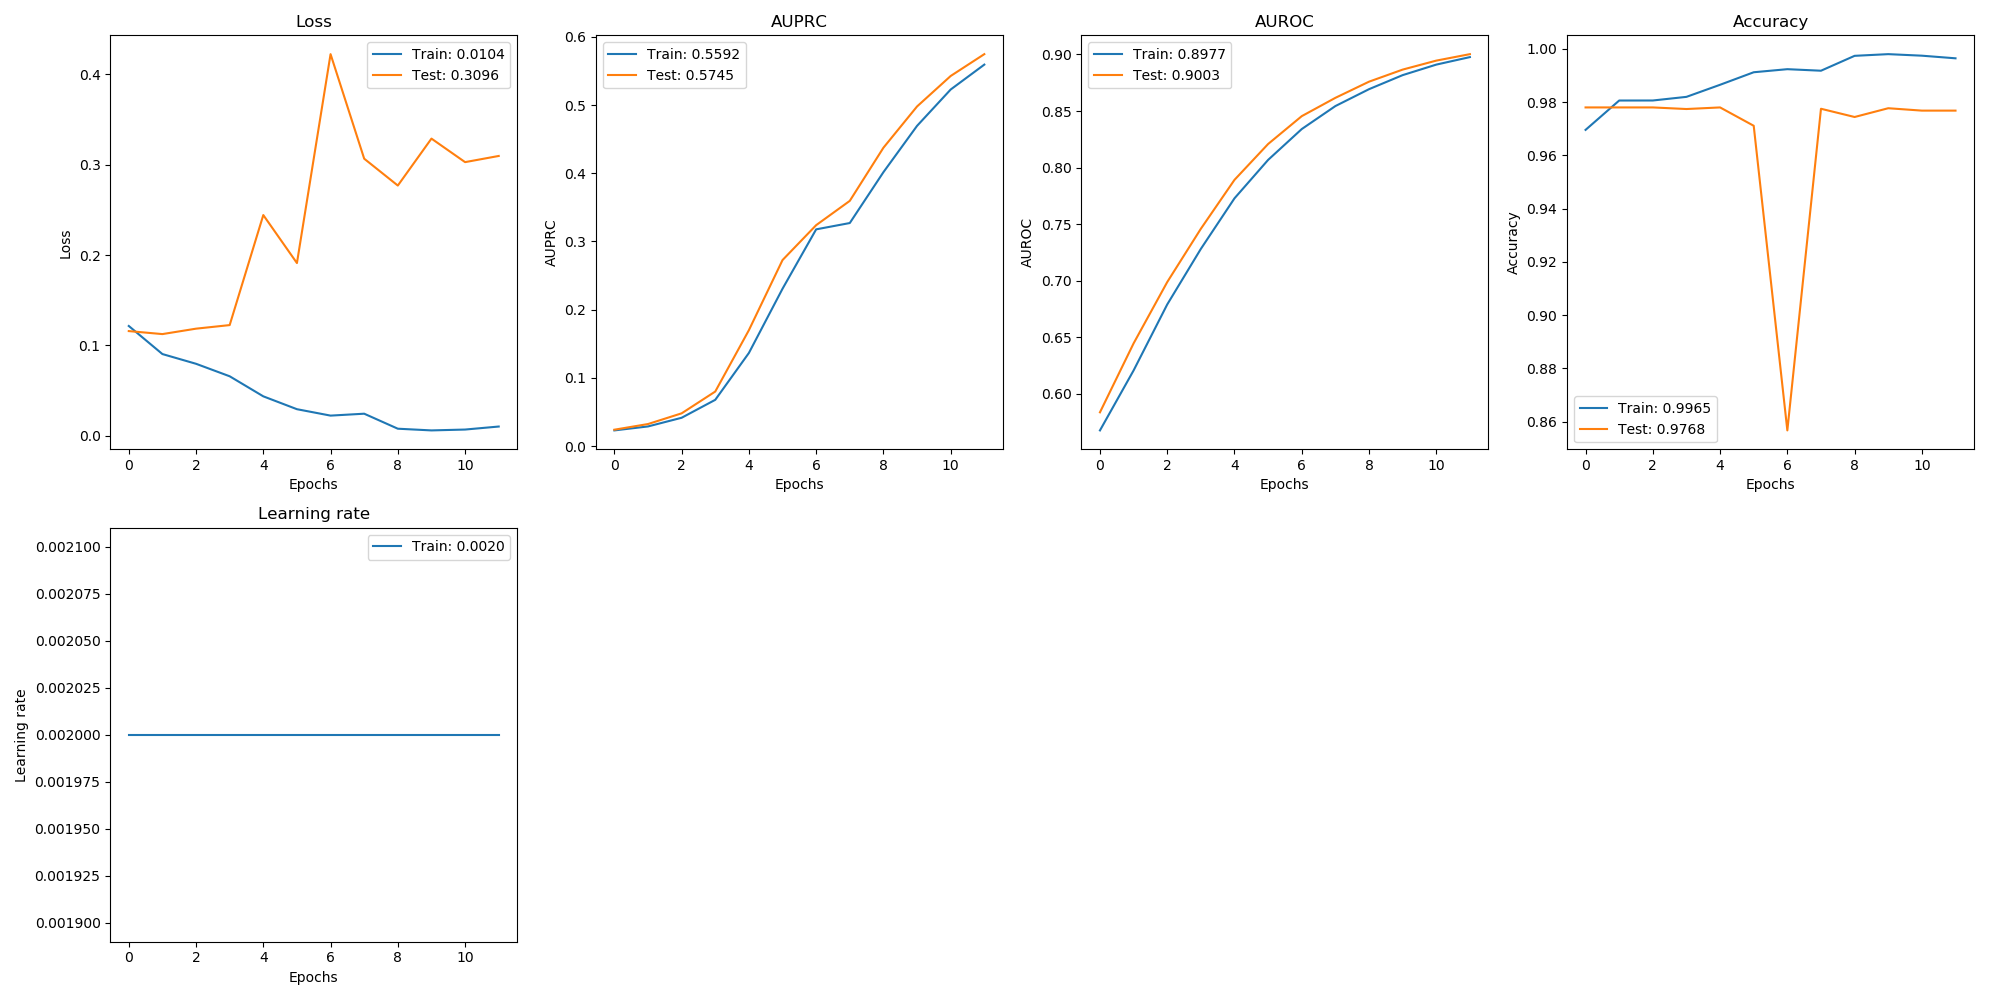 Loss
Train: 0.0104
Test: 0.3096
0.4
0.3
0.2
0.1
0.0
Loss
0 2 4 6 8 10
Epochs
AUPRC
Train: 0.5592
Test: 0.5745
0.6
0.5
0.4
0.3
0.2
0.1
0.0
AUPRC
0 2 4 6 8 10
Epochs
AUROC
Train: 0.8977
Test: 0.9003
0.90
0.85
0.80
0.75
0.70
0.65
0.60
AUROC
0 2 4 6 8 10
Epochs
Accuracy
1.00
0.98
0.96
0.94
0.92
0.90
0.88
0.86
Accuracy
Train: 0.9965
Test: 0.9768
0 2 4 6 8 10
Epochs
Learning rate
Train: 0.0020
0.002100
0.002075
0.002050
0.002025
0.002000
0.001975
0.001950
0.001925
0.001900
Learning rate
0 2 4 6 8 10
Epochs